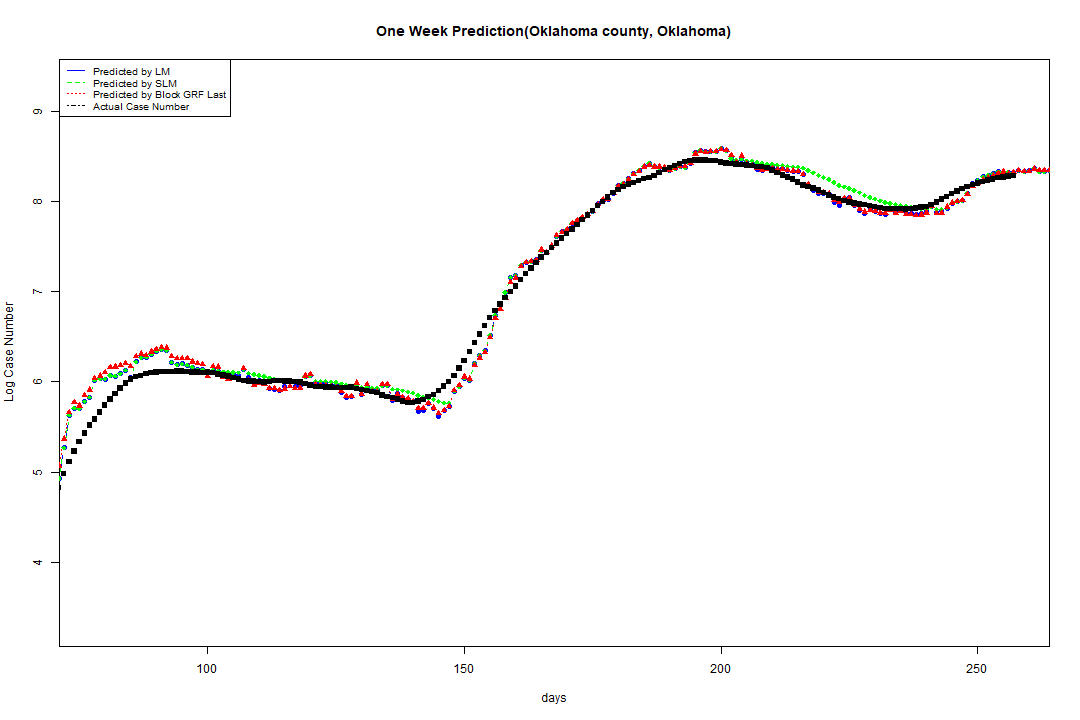 One Week Prediction(Oklahoma county, Oklahoma)
Predicted by LM
Predicted by SLM
Predicted by Block GRF Last
Actual Case Number
9
8
7
6
5
4
Log Case Number
100
150
200
250
days